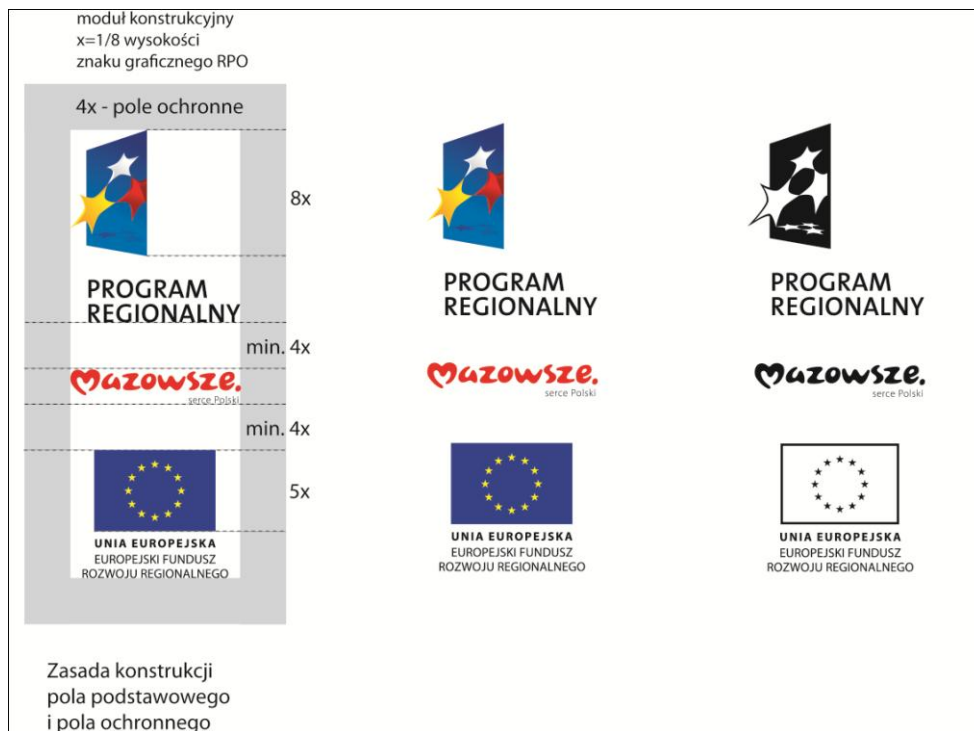 moduł konstrukcyjny
x=1/8 wysokości
znaku graficznego RPO
4x - pole ochronne
8x
PROGRAM
REGIONALNY
min. 4x
mazowsze.
serce Polski
min. 4x
5x
UNIA EUROPEJSKA
EUROPEJSKI FUNDUSZ
ROZWOJU REGIONALNEGO
Zasada konstrukcji
pola podstawowego
i pola ochronnego
PROGRAM
REGIONALNY
mazowsze.
serce Polski
UNIA EUROPEJSKA
EUROPEJSKI FUNDUSZ
ROZWOJU REGIONALNEGO
PROGRAM
REGIONALNY
mazowsze.
serce Polski
UNIA EUROPEJSKA
EUROPEJSKI FUNDUSZ
ROZWOJU REGIONALNEGO